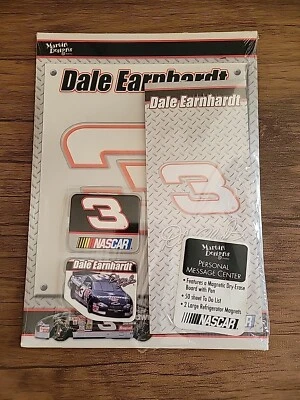 Martin
Designs
Dale Earnhardt
Dale Earnhardt
3
3
NASCAR
Dale Earnhardt
3
Martin
Designs
PERSONAL
MESSAGE CENTER
• Features a Magnetic Dry Erase
Board with Pen
• 50 sheet To Do List
• 2 Large Refrigerator Magnets
NASCAR